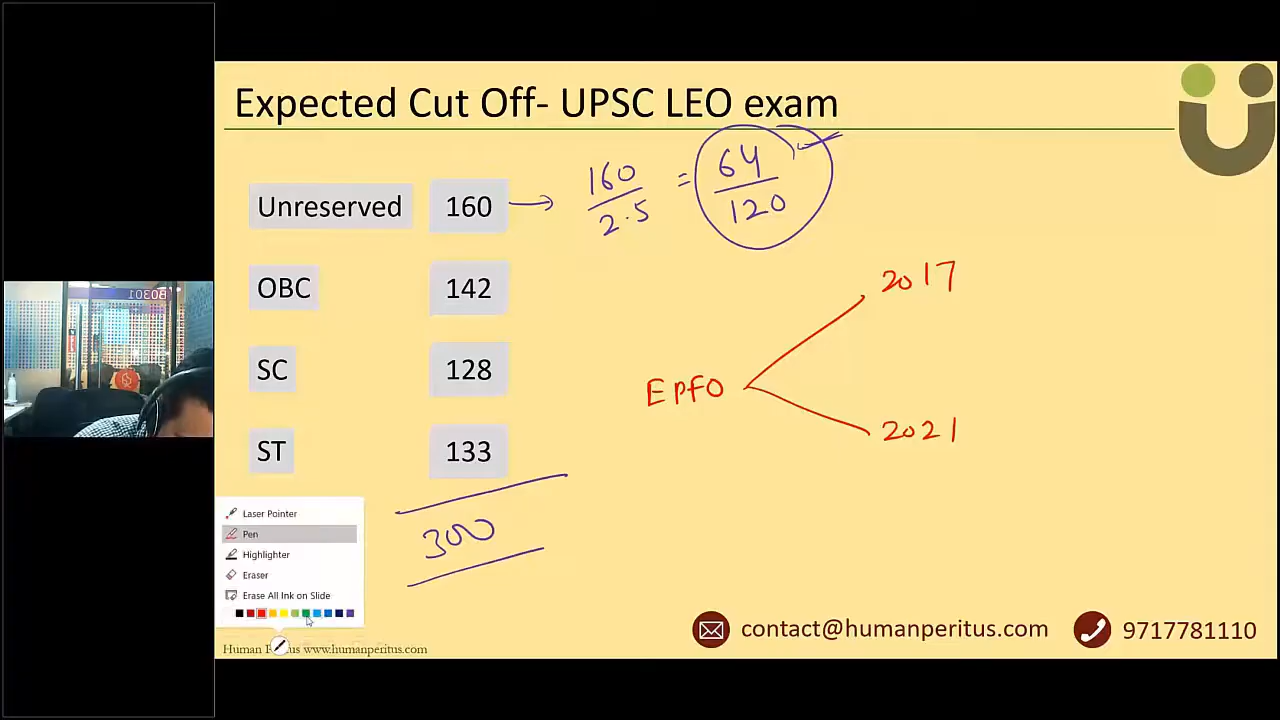 Expected Cut Off- UPSC LEO exam
Unreserved 160 → 160/2.5 = 64/120
OBC 142
2017
SC 128
EPFO
2021
ST 133
300
Laser Pointer
Pen
Highlighter
Eraser
Erase All Ink on Slide
contact@humanperitus.com 9717781110
www.humanperitus.com
B0301